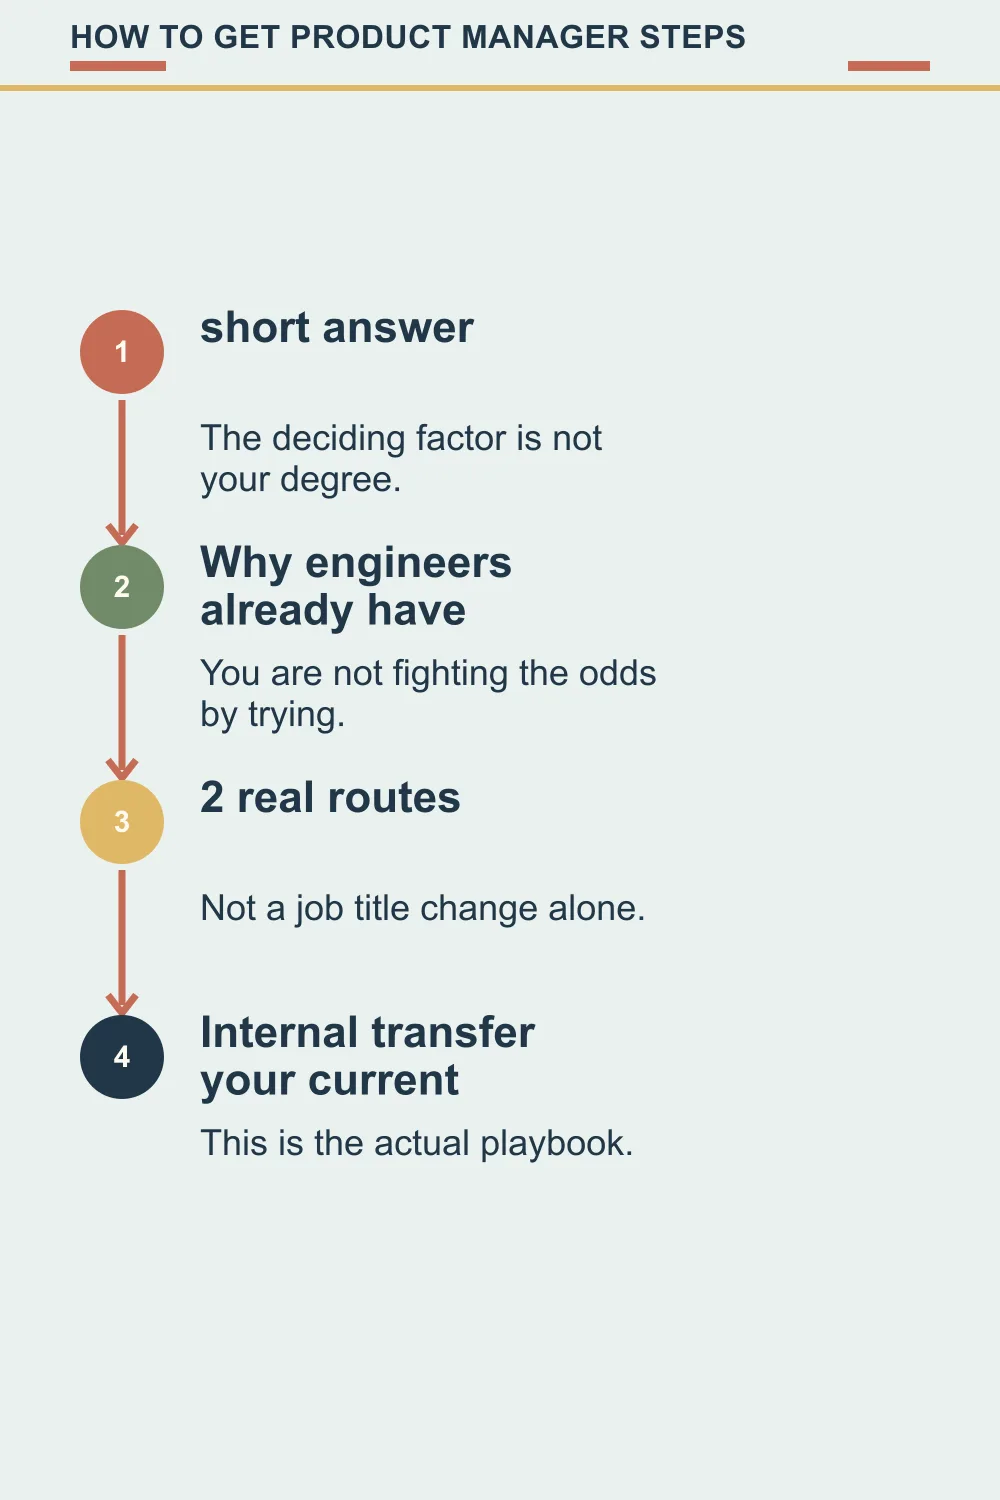 HOW TO GET PRODUCT MANAGER STEPS
1
short answer
The deciding factor is not
your degree.
2
Why engineers
already have
You are not fighting the odds
by trying.
3
2 real routes
Not a job title change alone.
4
Internal transfer
your current
This is the actual playbook.